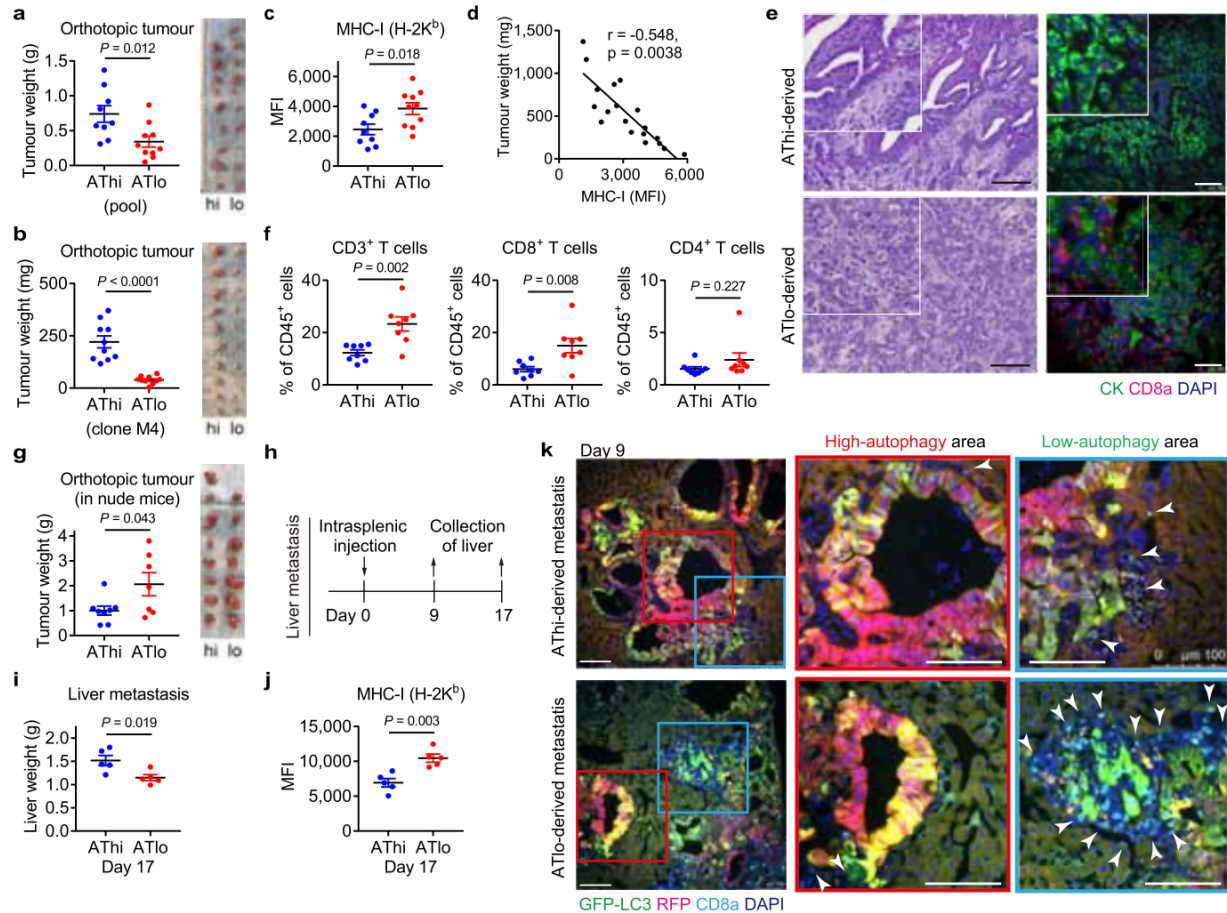 a
Orthotopic tumour
P = 0.012
Tumour weight (g)
1.5
1.0
0.5
0.0
AThi ATlo
(pool)
hi lo
b
Orthotopic tumour
P < 0.0001
Tumour weight (mg)
500
250
0
AThi ATlo
(clone M4)
hi lo
c
MHC-I (H-2Kᵇ)
P = 0.018
MFI
6,000
4,000
2,000
0
AThi ATlo
d
r = -0.548,
p = 0.0038
Tumour weight (mg)
1,500
1,000
500
0
0 3,000 6,000
MHC-I (MFI)
e
AThi-derived
ATlo-derived
CK CD8a DAPI
f
CD3⁺ T cells
P = 0.002
% of CD45⁺ cells
40
20
0
AThi ATlo
CD8⁺ T cells
P = 0.008
% of CD45⁺ cells
40
20
0
AThi ATlo
CD4⁺ T cells
P = 0.227
% of CD45⁺ cells
10
5
0
AThi ATlo
g
Orthotopic tumour
(in nude mice)
P = 0.043
Tumour weight (g)
4
3
2
1
0
AThi ATlo
hi lo
h
Liver metastasis
Intrasplenic
injection
Collection
of liver
Day 0 9 17
i
Liver metastasis
P = 0.019
Liver weight (g)
2.0
1.5
1.0
0.5
0.0
AThi ATlo
Day 17
j
MHC-I (H-2Kᵇ)
P = 0.003
MFI
15,000
10,000
5,000
0
AThi ATlo
Day 17
k
Day 9
High-autophagy area
Low-autophagy area
AThi-derived metastatis
0 µm 100
ATlo-derived metastasis
GFP-LC3 RFP CD8a DAPI